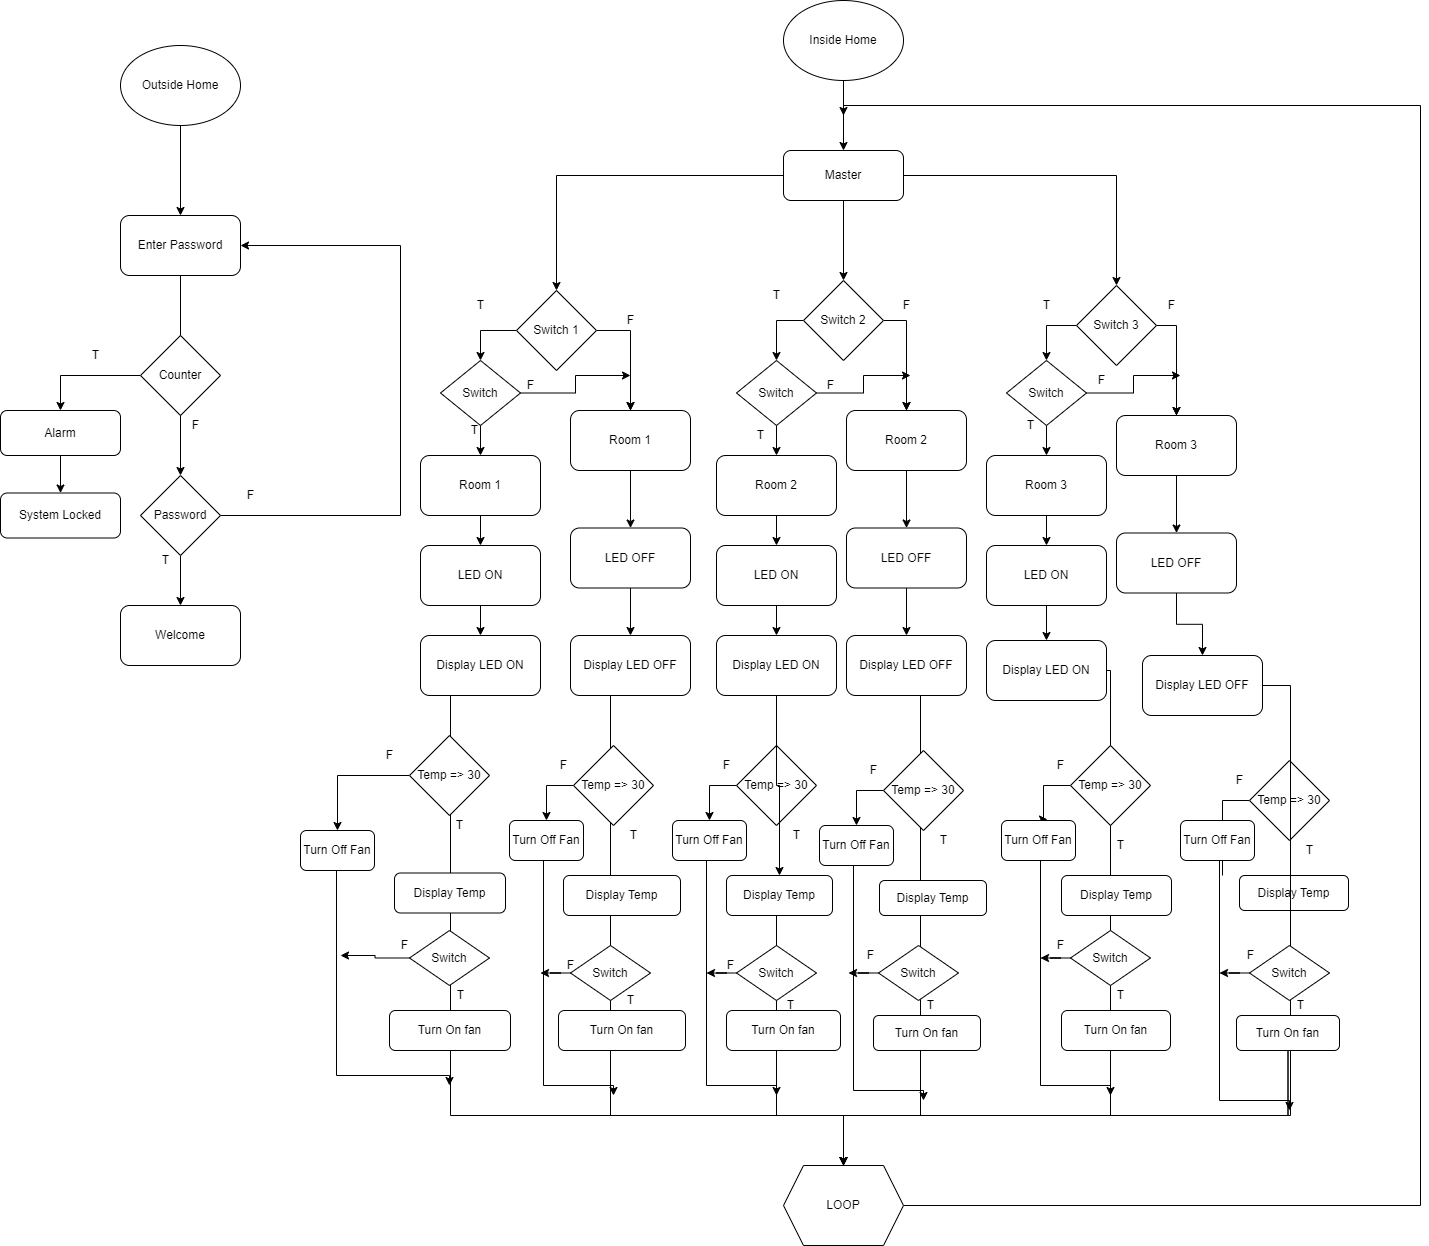 Inside Home
Outside Home
Master
Enter Password
T
Counter
F
Alarm
System Locked
Password
F
T
Welcome
T
Switch 1
F
Switch
F
T
Room 1
Room 1
LED ON
LED OFF
Display LED ON
Display LED OFF
T
Switch 2
F
Switch
F
T
Room 2
Room 2
LED ON
LED OFF
Display LED ON
Display LED OFF
T
Switch 3
F
Switch
F
T
Room 3
Room 3
LED ON
LED OFF
Display LED ON
Display LED OFF
F
Temp => 30
T
Turn Off Fan
Display Temp
F
Switch
T
Turn On fan
F
Temp => 30
T
Turn Off Fan
Display Temp
F
Switch
T
Turn On fan
F
Temp => 30
T
Turn Off Fan
Display Temp
F
Switch
T
Turn On fan
F
Temp => 30
T
Turn Off Fan
Display Temp
F
Switch
T
Turn On fan
F
Temp => 30
T
Turn Off Fan
Display Temp
F
Switch
T
Turn On fan
F
Temp => 30
T
Turn Off Fan
Display Temp
F
Switch
T
Turn On fan
LOOP